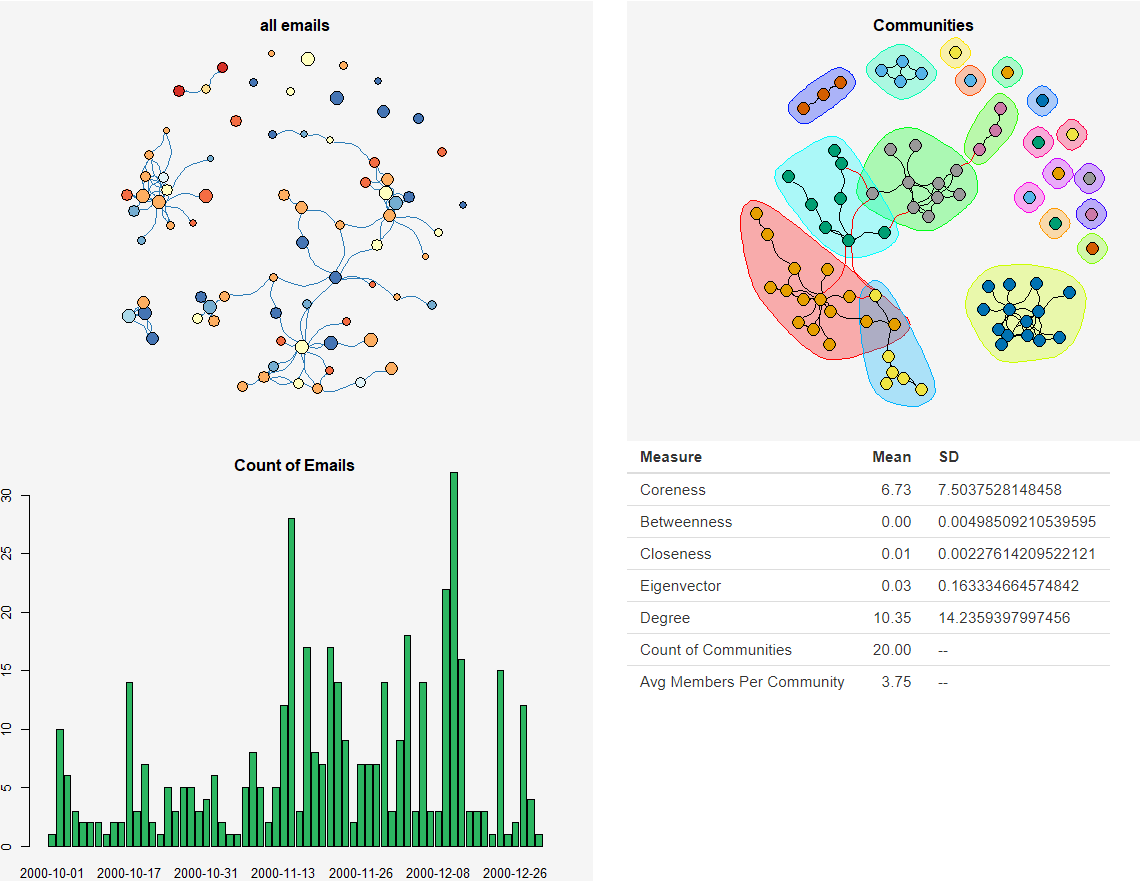 all emails
Communities
Count of Emails
30
25
20
15
10
5
0
2000-10-01 2000-10-17 2000-10-31 2000-11-13 2000-11-26 2000-12-08 2000-12-26
Measure Mean SD
Coreness 6.73 7.5037528148458
Betweenness 0.00 0.00498509210539595
Closeness 0.01 0.00227614209522121
Eigenvector 0.03 0.163334664574842
Degree 10.35 14.2359397997456
Count of Communities 20.00 --
Avg Members Per Community 3.75 --